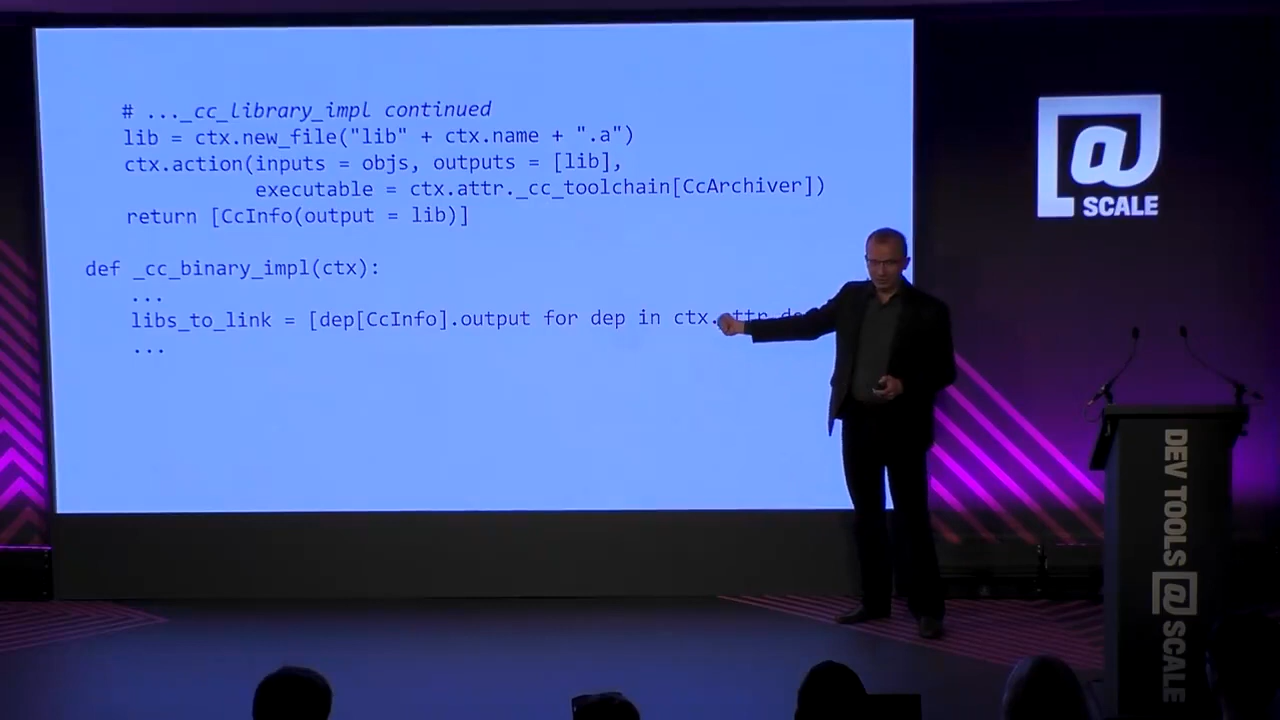 # ..._cc_library_impl continued
lib = ctx.new_file("lib" + ctx.name + ".a")
ctx.action(inputs = objs, outputs = [lib],
executable = ctx.attr._cc_toolchain[CcArchiver])
return [CcInfo(output = lib)]
def _cc_binary_impl(ctx):
...
libs_to_link = [dep[CcInfo].output for dep in ctx.attr
...
@
SCALE
DEV TOOLS @ SCALE